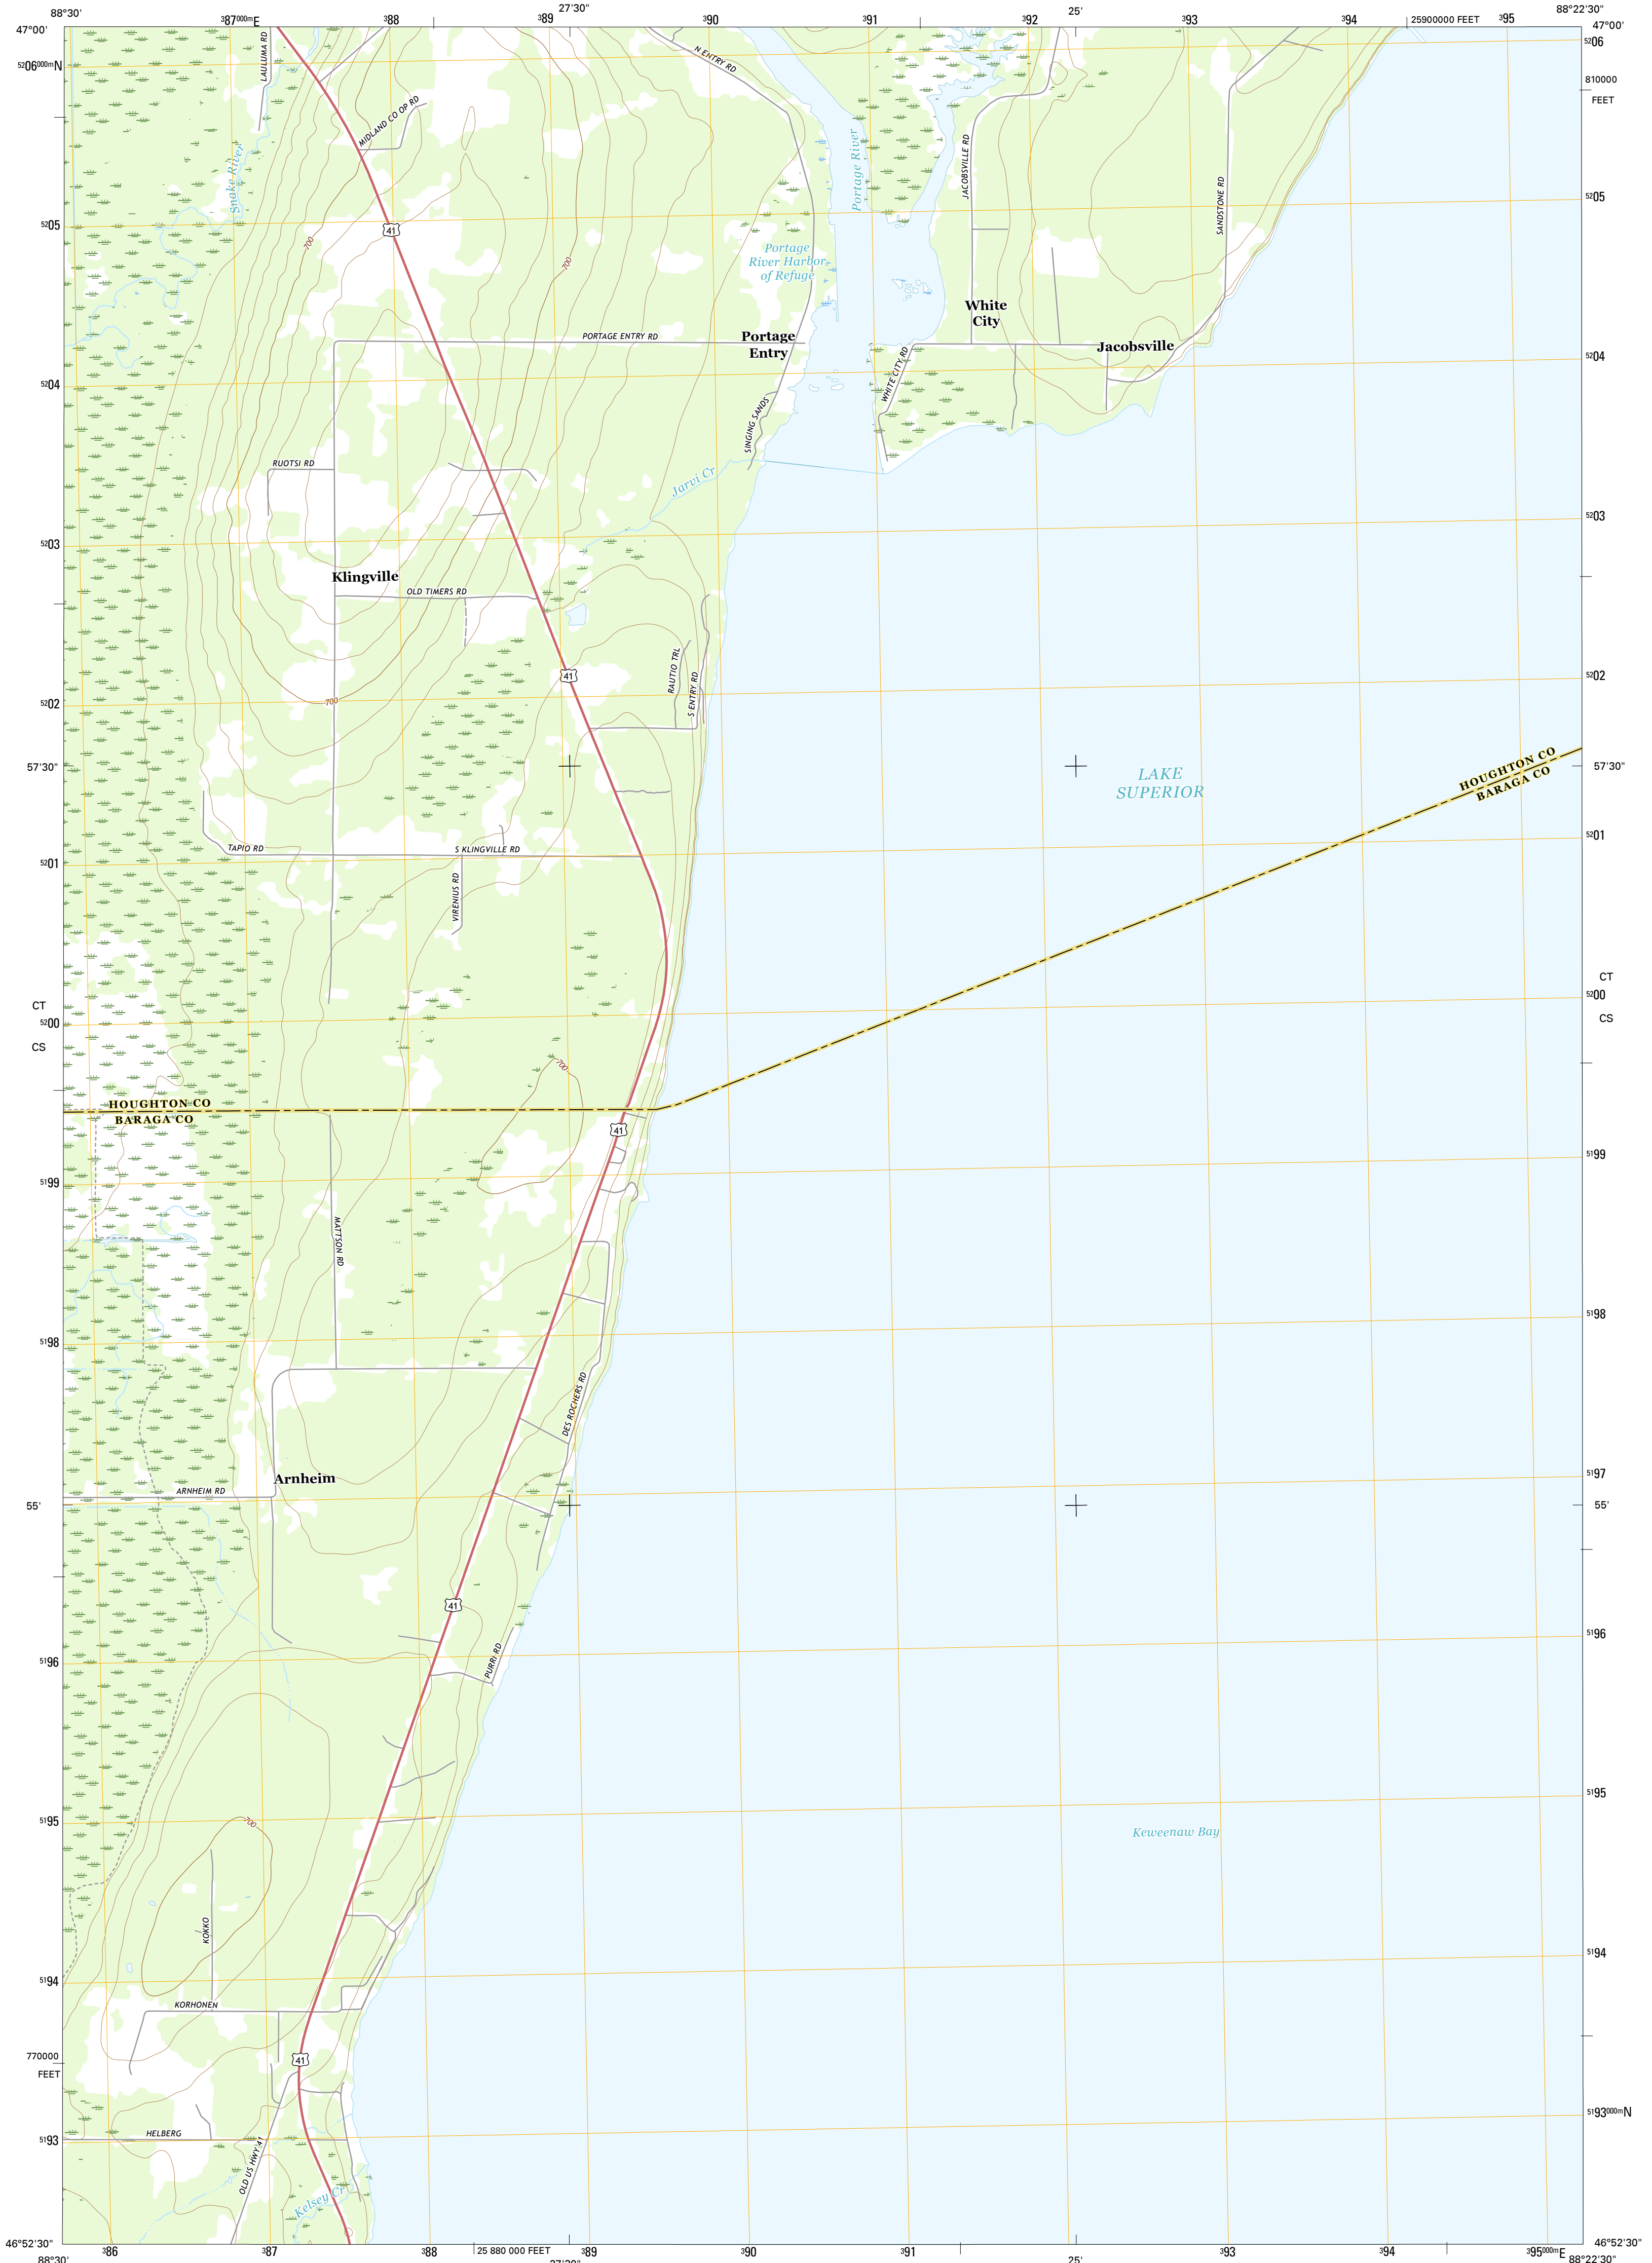 88°30' 387000mE 388 389 27'30" 390 391 392 25' 393 394 25900000 FEET 395 88°22'30"
47°00' 47°00'
5206000mN 5206
810000
FEET
LAULUMA RD
N ENTRY RD
MIDLAND CO OP RD
Snake River
Portage River
JACOBSVILLE RD
SANDSTONE RD
5205 5205
41
700
700
Portage
River Harbor
of Refuge
White
City
PORTAGE ENTRY RD
Portage
Entry
Jacobsville
5204 5204
WHITE CITY RD
SINGING SANDS
RUOTSI RD
Jarvi Cr
5203 5203
Klingville
OLD TIMERS RD
RAUTIO TRL
S ENTRY RD
41
700
5202 5202
57'30" 57'30"
LAKE
SUPERIOR
HOUGHTON CO
BARAGA CO
5201 5201
TAPIO RD
S KLINGVILLE RD
VIRENIUS RD
CT CT
5200 5200
CS CS
700
HOUGHTON CO
BARAGA CO
41
5199 5199
MATTSON RD
5198 5198
DES ROCHERS RD
Arnheim
5197
ARNHEIM RD
55' 55'
41
5196 5196
PURRI RD
5195 5195
700
Keweenaw Bay
KOKKO
5194 5194
KORHONEN
770000
FEET
41
5193 5193000mN
HELBERG
OLD US HWY 41
Kelsey Cr
46°52'30" 46°52'30"
88°30' 386 387 388 25 880 000 FEET 389 27'30" 390 391 392 25' 393 394 395000mE 88°22'30"